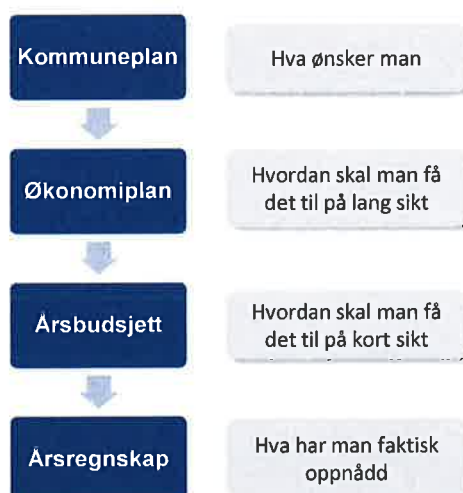 Kommuneplan
Hva ønsker man
Økonomiplan
Hvordan skal man få
det til på lang sikt
Årsbudsjett
Hvordan skal man få
det til på kort sikt
Årsregnskap
Hva har man faktisk
oppnådd